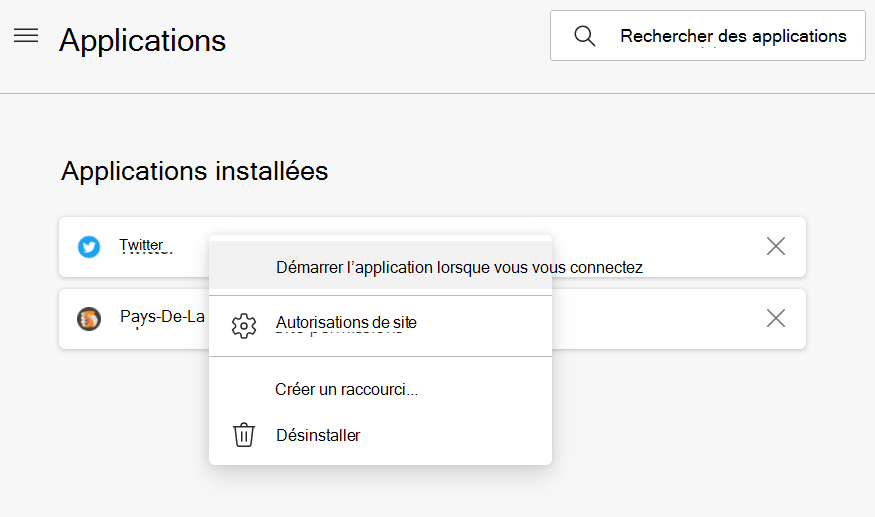 Applications
Rechercher des applications
Applications installées
Twitter
Démarrer l’application lorsque vous vous connectez
Pays-De-La
Autorisations de site
Créer un raccourci...
Désinstaller